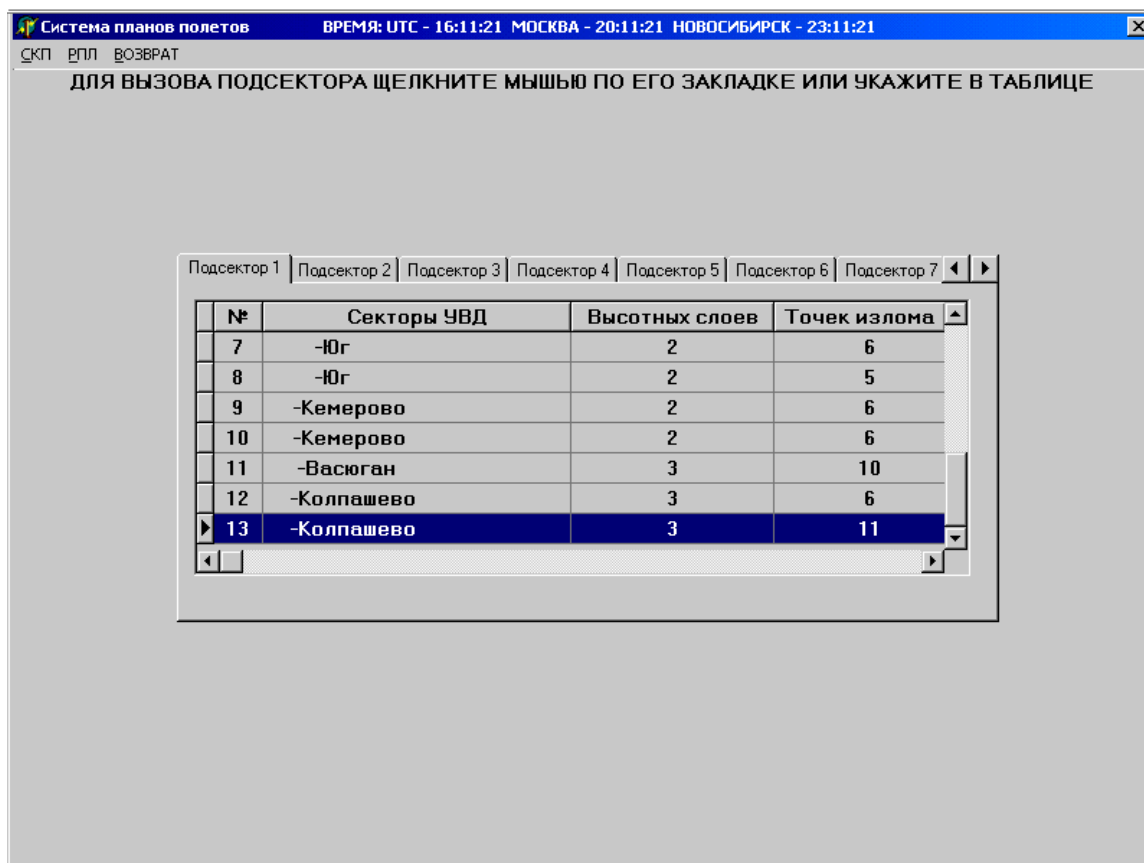 Система планов полетов ВРЕМЯ: UTC - 16:11:21 МОСКВА - 20:11:21 НОВОСИБИРСК - 23:11:21
СКП РПЛ ВОЗВРАТ
ДЛЯ ВЫЗОВА ПОДСЕКТОРА ЩЕЛКНИТЕ МЫШЬЮ ПО ЕГО ЗАКЛАДКЕ ИЛИ УКАЖИТЕ В ТАБЛИЦЕ
Подсектор 1 Подсектор 2 Подсектор 3 Подсектор 4 Подсектор 5 Подсектор 6 Подсектор 7
№ Секторы УВД Высотных слоев Точек излома
7 -Юг 2 6
8 -Юг 2 5
9 -Кемерово 2 6
10 -Кемерово 2 6
11 -Васюган 3 10
12 -Колпашево 3 6
13 -Колпашево 3 11